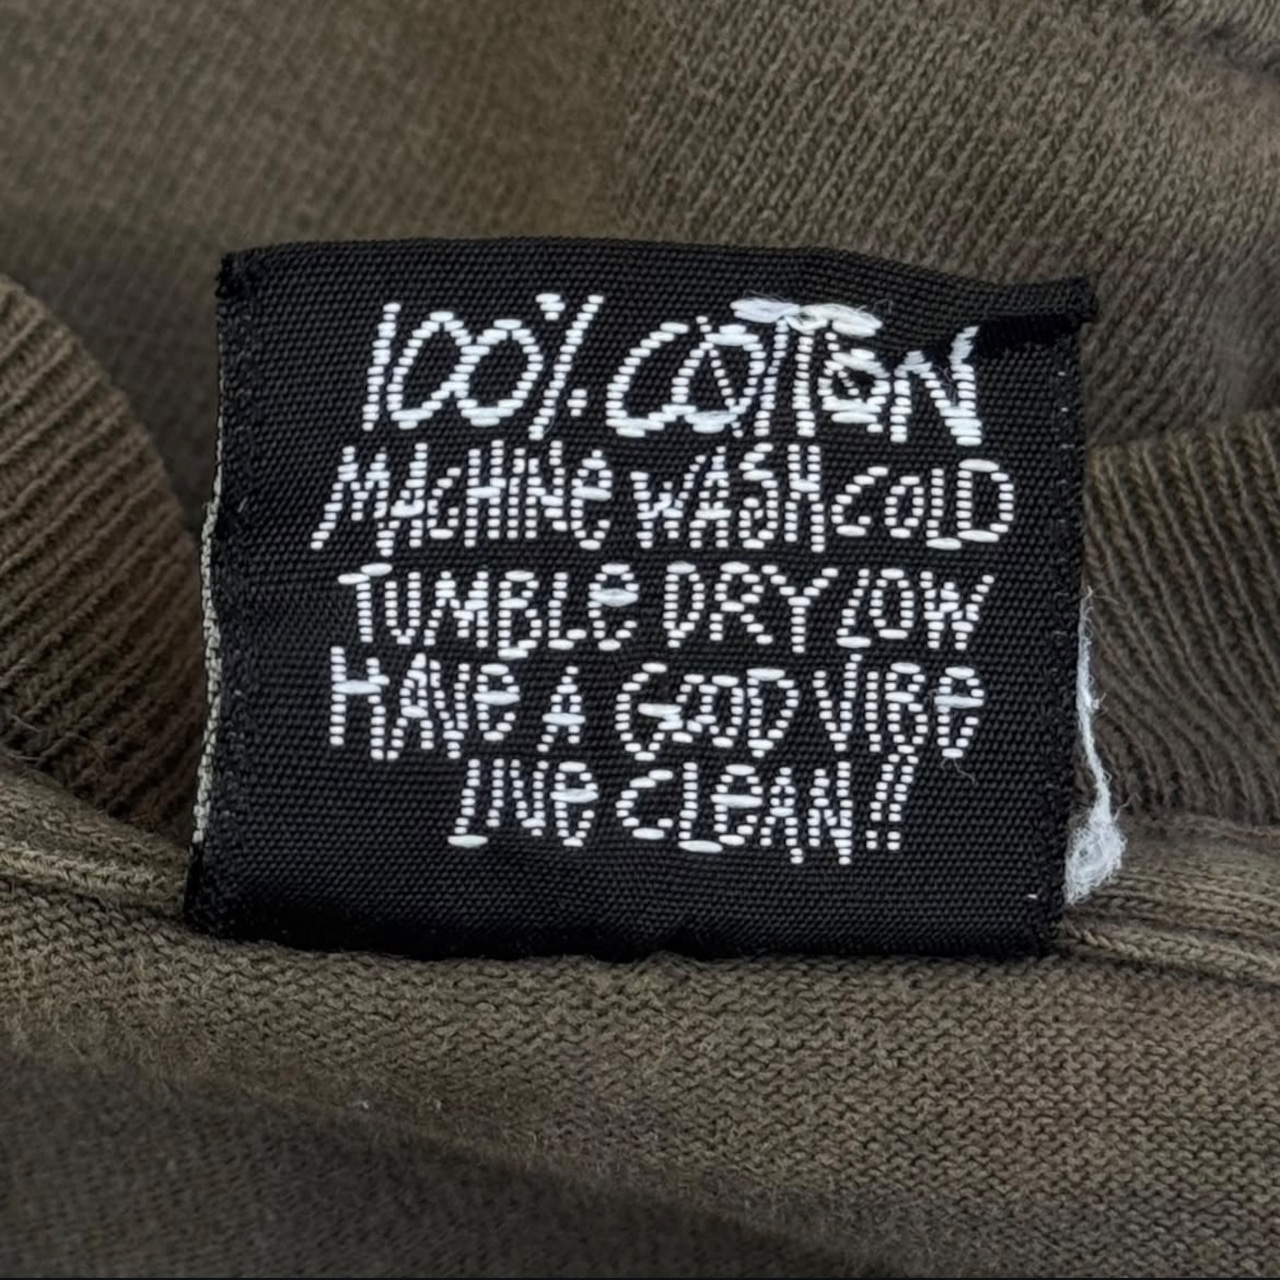 100% COTTON
MACHINe WASH COLD
TUMBLe DRY LOW
HAVe A GOOD VIBe
LIVe CLeAN!!